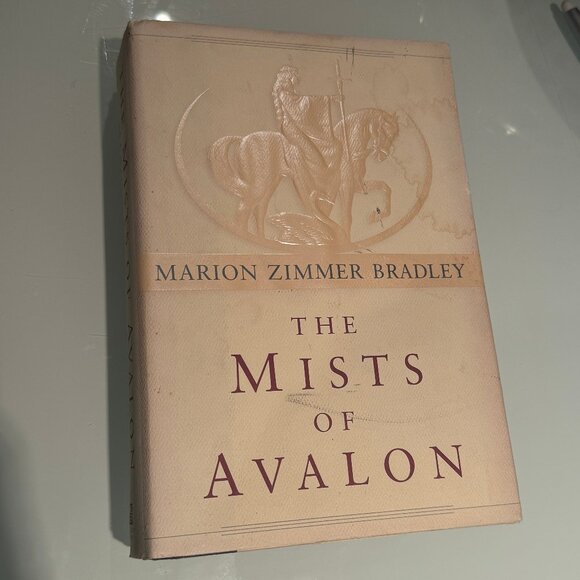 MARION ZIMMER BRADLEY
THE
MISTS
OF
AVALON